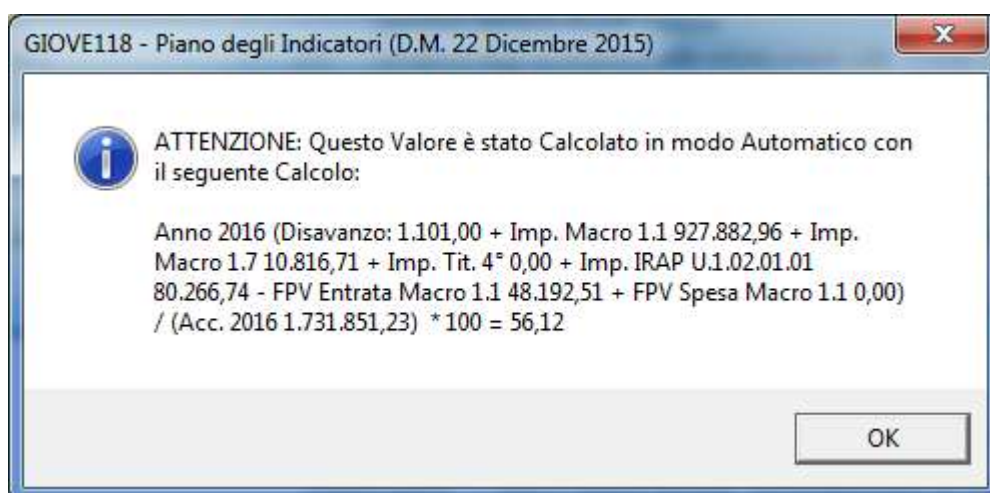 GIOVE118 - Piano degli Indicatori (D.M. 22 Dicembre 2015)
ATTENZIONE: Questo Valore è stato Calcolato in modo Automatico con
il seguente Calcolo:
Anno 2016 (Disavanzo: 1.101,00 + Imp. Macro 1.1 927.882,96 + Imp.
Macro 1.7 10.816,71 + Imp. Tit. 4° 0,00 + Imp. IRAP U.1.02.01.01
80.266,74 - FPV Entrata Macro 1.1 48.192,51 + FPV Spesa Macro 1.1 0,00)
/ (Acc. 2016 1.731.851,23) *100 = 56,12
OK